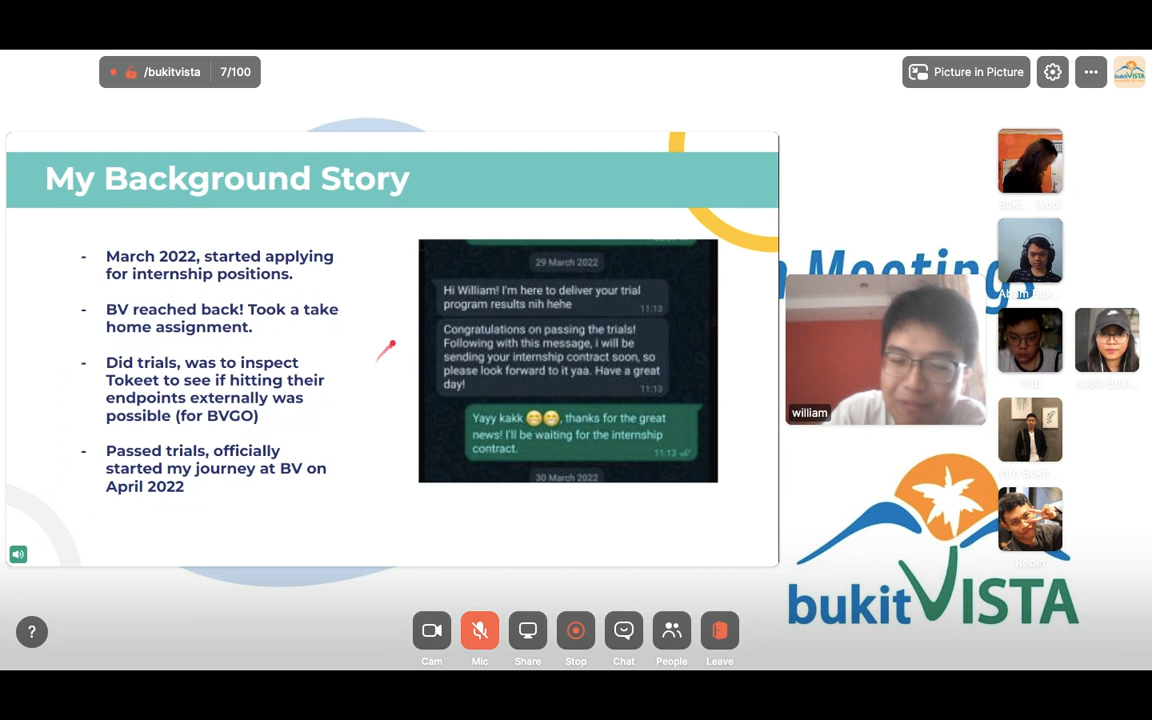 /bukitvista
7/100
Picture in Picture
bukitVISTA
My Background Story
- March 2022, started applying
for internship positions.
- BV reached back! Took a take
home assignment.
- Did trials, was to inspect
Tokeet to see if hitting their
endpoints externally was
possible (for BVGO)
- Passed trials, officially
started my journey at BV on
April 2022
29 March 2022
Hi William! I'm here to deliver your trial
program results nih hehe
11:13
Congratulations on passing the trials!
Following with this message, i will be
sending your internship contract soon, so
please look forward to it yaa. Have a great
day!
11:13
Yayy kakk 😁😁, thanks for the great
news! I'll be waiting for the internship
contract.
11:13
30 March 2022
Meeting
william
Robin
bukitVISTA
?
Cam
Mic
Share
Stop
Chat
People
Leave